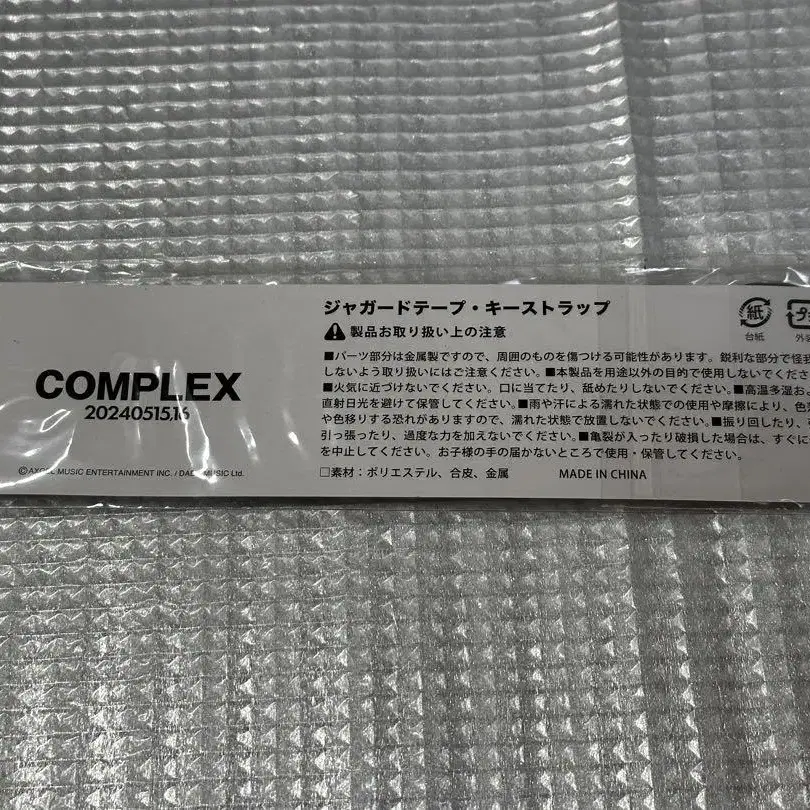 COMPLEX
20240515.16
©AXCEL MUSIC ENTERTAINMENT INC. / DADA MUSIC Ltd.
ジャガードテープ・キーストラップ
製品お取り扱い上の注意
■パーツ部分は金属製ですので、周囲のものを傷つける可能性があります。鋭利な部分で怪我
しないよう取り扱いにはご注意ください。■本製品を用途以外の目的で使用しないでくださ
■火気に近づけないでください。口に当てたり、舐めたりしないでください。■高温多湿お
直射日光を避けて保管してください。■雨や汗による濡れた状態での使用や摩擦により、色
や色移りする恐れがありますので、濡れた状態で放置しないでください。■振り回したり、
引っ張ったり、過度な力を加えないでください。■亀裂が入ったり破損した場合は、すぐに
を中止してください。お子様の手の届かないところで使用・保管してください。
□素材：ポリエステル、合皮、金属 MADE IN CHINA
紙
台紙
プ
外